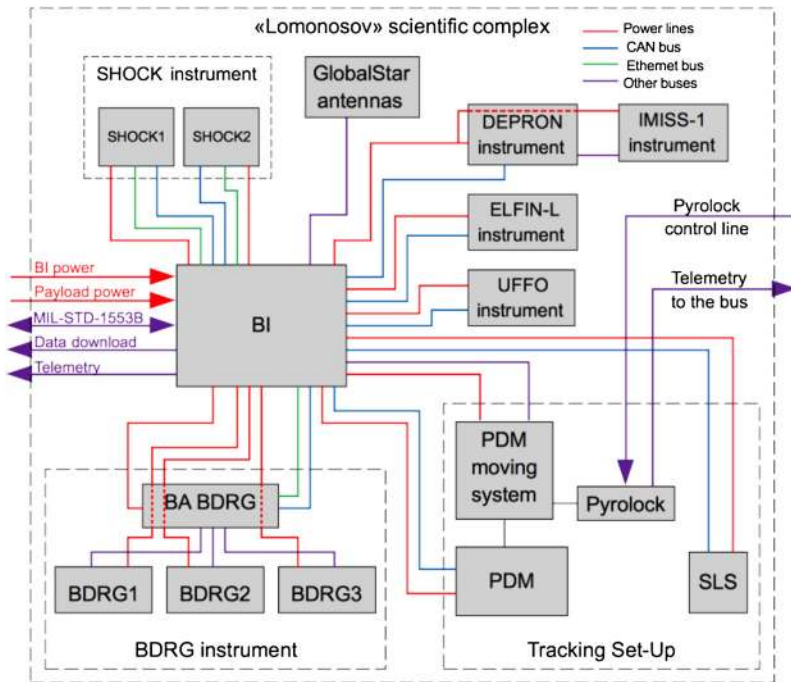 «Lomonosov» scientific complex
Power lines
CAN bus
Ethernet bus
Other buses
SHOCK instrument
SHOCK1
SHOCK2
GlobalStar
antennas
DEPRON
instrument
IMISS-1
instrument
ELFIN-L
instrument
Pyrolock
control line
UFFO
instrument
Telemetry
to the bus
BI power
Payload power
MIL-STD-1553B
Data download
Telemetry
BI
PDM
moving
system
Pyrolock
BA BDRG
PDM
SLS
BDRG1
BDRG2
BDRG3
BDRG instrument
Tracking Set-Up